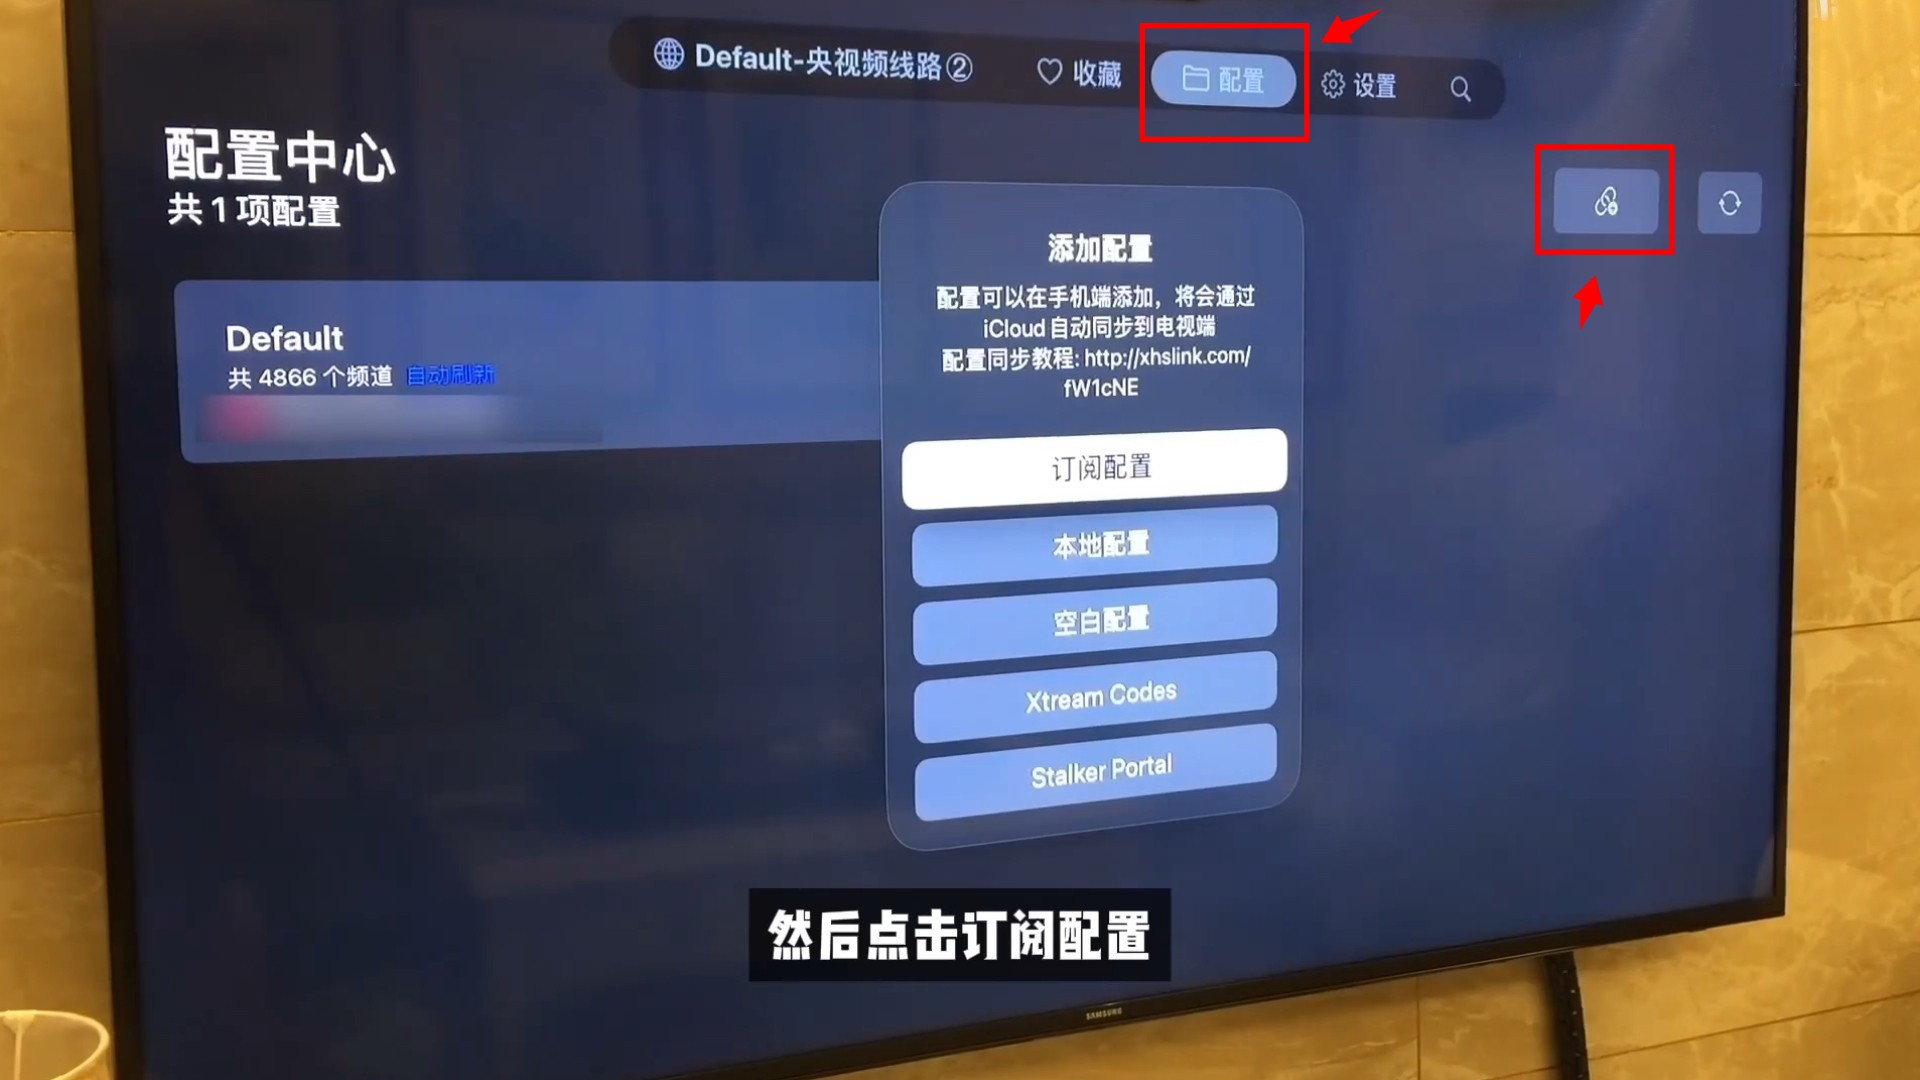 Default-央视频线路②
收藏
配置
设置
配置中心
共1项配置
Default
共 4866 个频道 自动刷新
添加配置
配置可以在手机端添加，将会通过
iCloud 自动同步到电视端
配置同步教程: http://xhslink.com/
fW1cNE
订阅配置
本地配置
空白配置
Xtream Codes
Stalker Portal
然后点击订阅配置
SAMSUNG